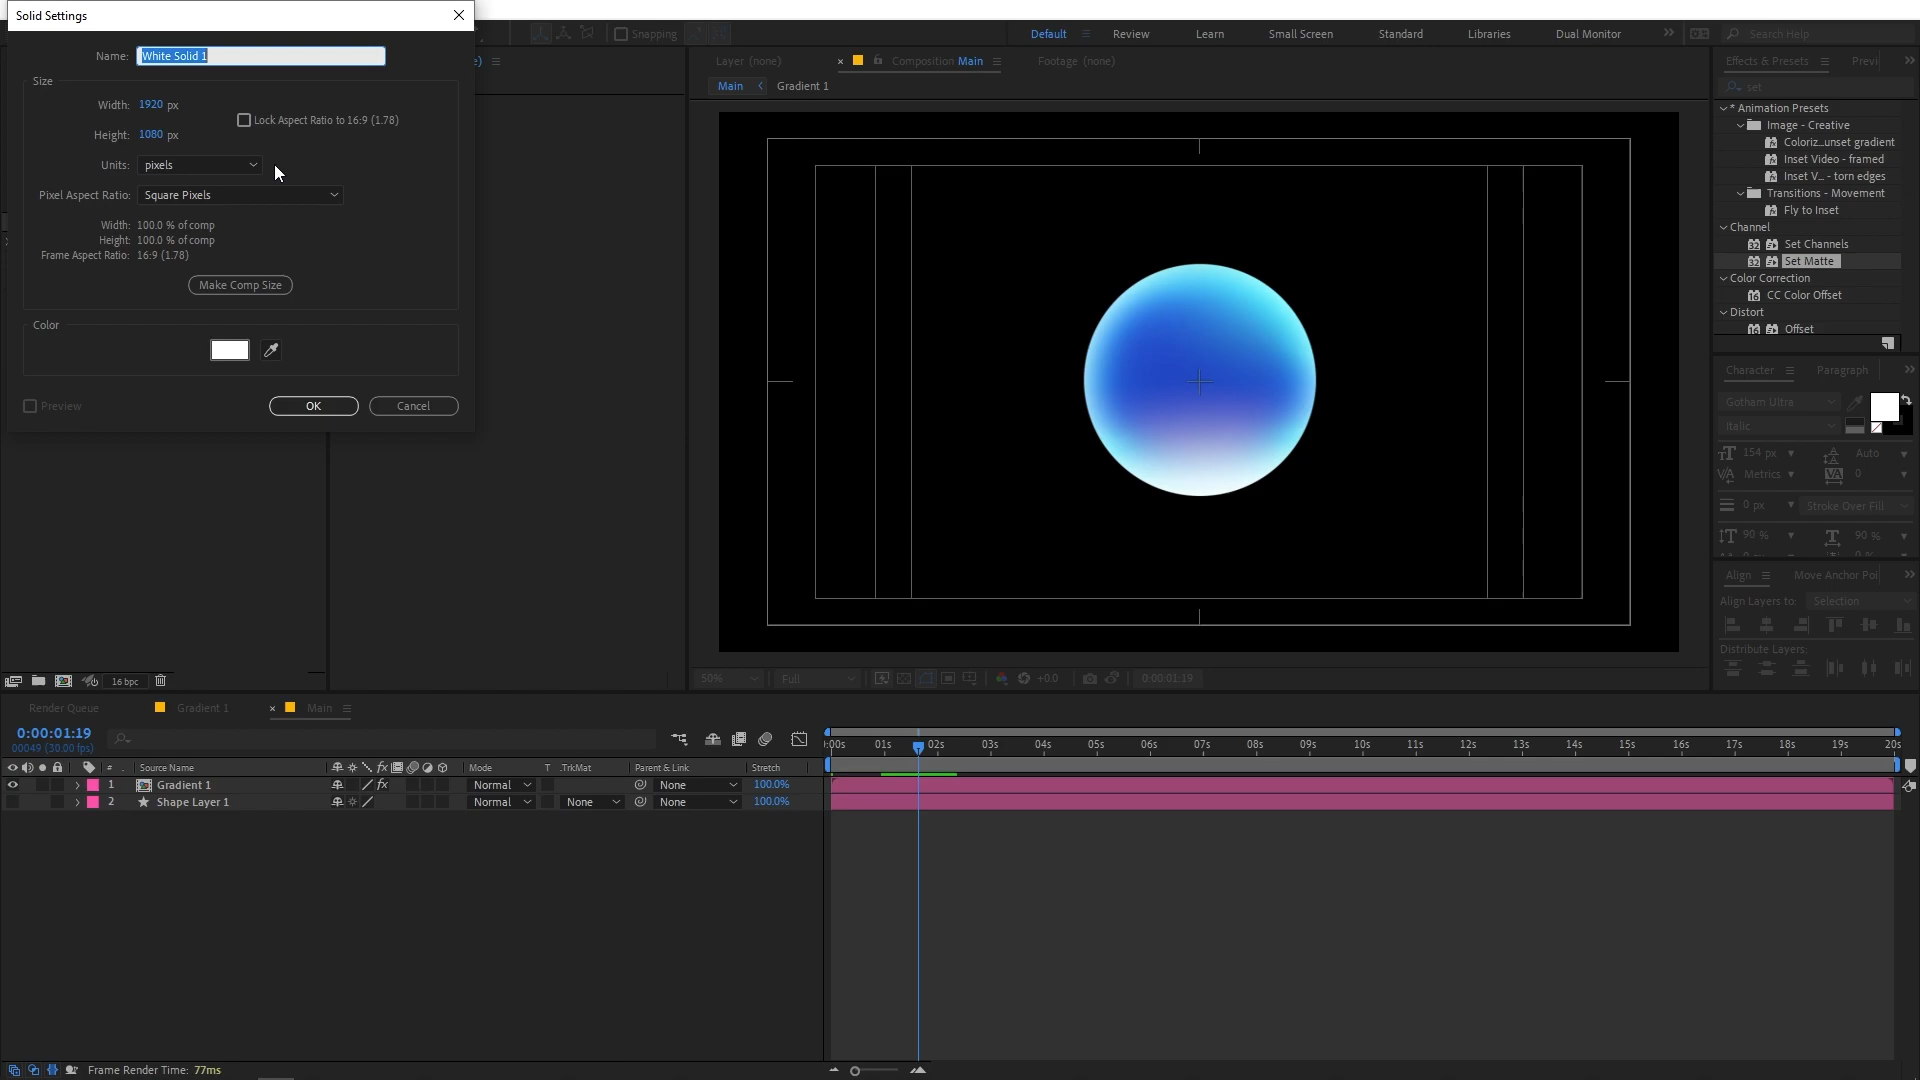 Solid Settings
Name: White Solid 1
Size
Width: 1920 px
Lock Aspect Ratio to 16:9 (1.78)
Height: 1080 px
Units: pixels
Pixel Aspect Ratio: Square Pixels
Width: 100.0 % of comp
Height: 100.0 % of comp
Frame Aspect Ratio: 16:9 (1.78)
Make Comp Size
Color
Preview
OK
Cancel
Snapping
Default
Review
Learn
Small Screen
Standard
Libraries
Dual Monitor
Search Help
Layer (none)
Composition Main
Footage (none)
Main
Gradient 1
Effects & Presets
Previ
set
* Animation Presets
Image - Creative
Coloriz...unset gradient
Inset Video - framed
Inset V... - torn edges
Transitions - Movement
Fly to Inset
Channel
32 Set Channels
32 Set Matte
Color Correction
16 CC Color Offset
Distort
16 Offset
Character
Paragraph
Gotham Ultra
Italic
154 px
Auto
Metrics
0
0 px
Stroke Over Fill
90 %
90 %
Align
Move Anchor Poi
Align Layers to: Selection
Distribute Layers:
16 bpc
50%
Full
+0.0
0:00:01:19
Render Queue
Gradient 1
Main
0:00:01:19
00049 (30.00 fps)
:00s 01s 02s 03s 04s 05s 06s 07s 08s 09s 10s 11s 12s 13s 14s 15s 16s 17s 18s 19s 20s
# Source Name fx Mode T .TrkMat Parent & Link Stretch
1 Gradient 1 fx Normal None 100.0%
2 Shape Layer 1 Normal None None 100.0%
Frame Render Time: 77ms